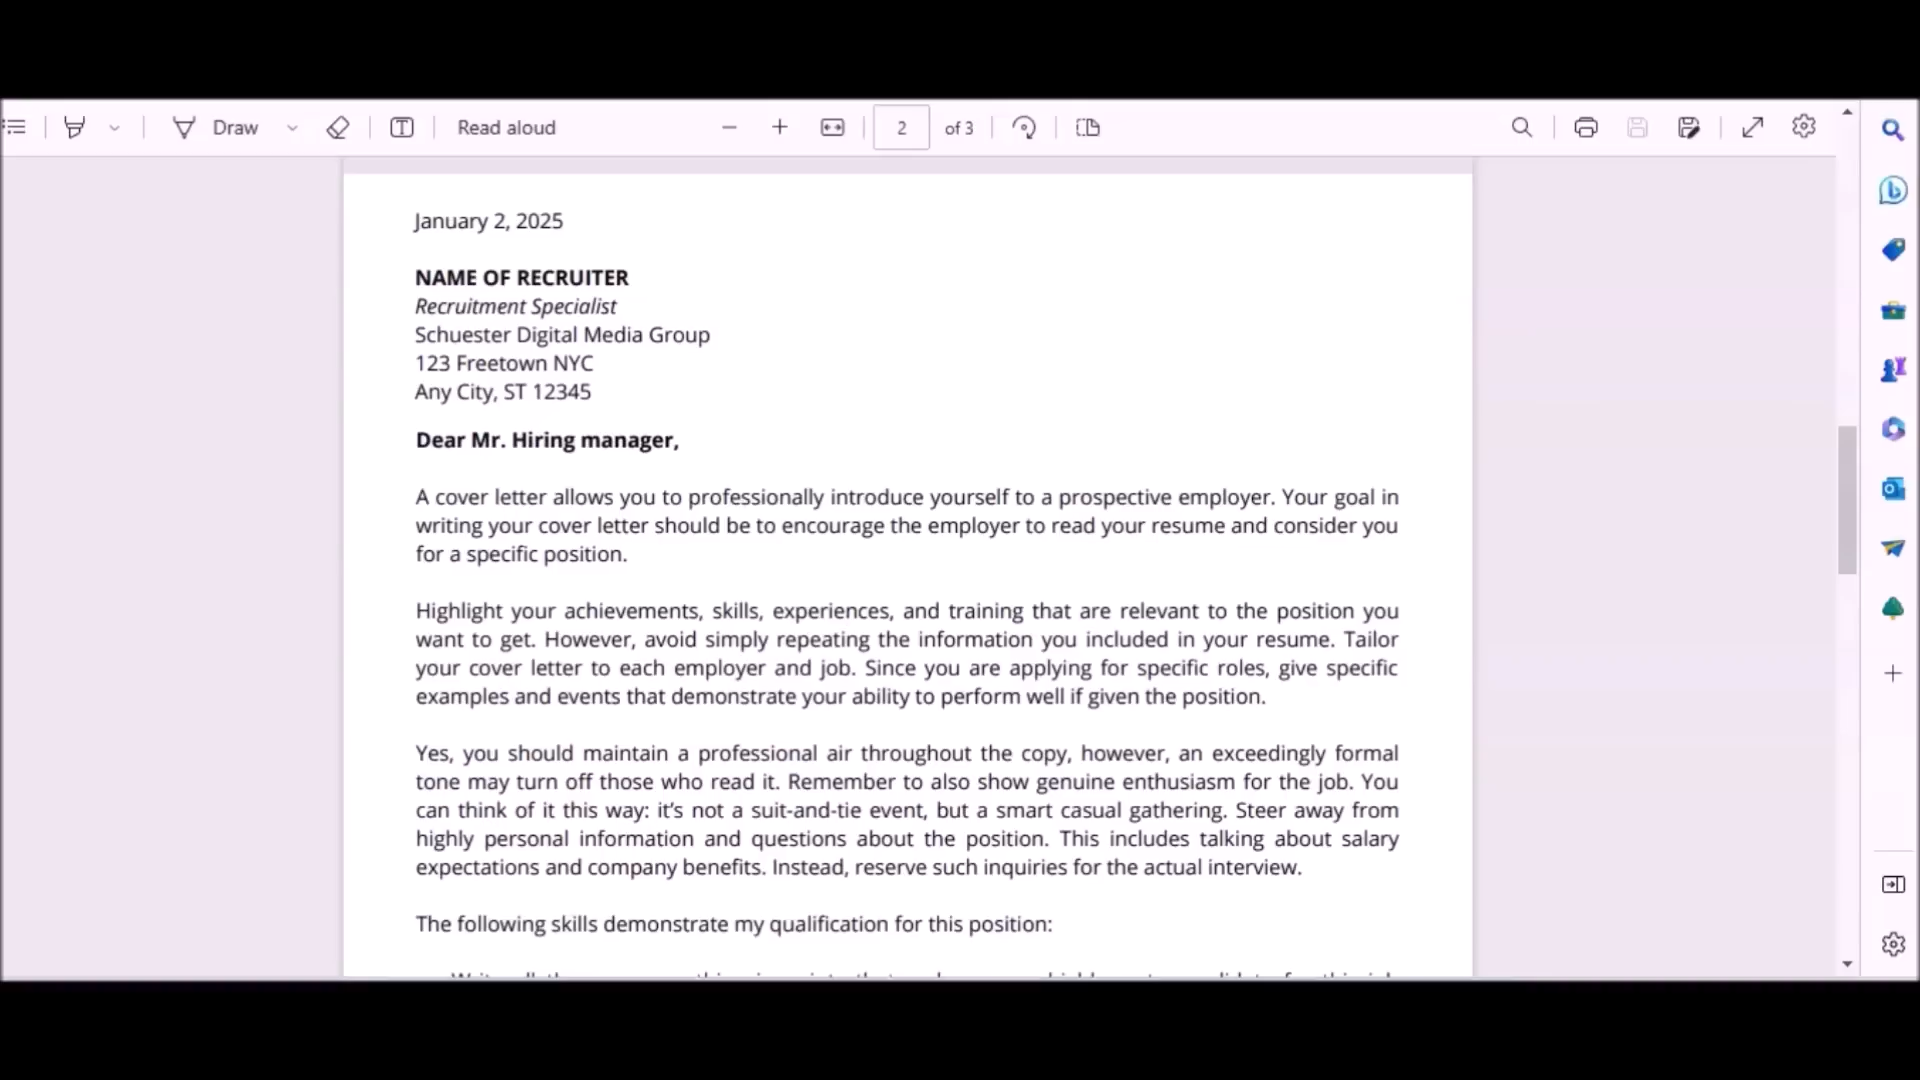 Draw
Read aloud
2 of 3
January 2, 2025
NAME OF RECRUITER
Recruitment Specialist
Schuester Digital Media Group
123 Freetown NYC
Any City, ST 12345
Dear Mr. Hiring manager,
A cover letter allows you to professionally introduce yourself to a prospective employer. Your goal in
writing your cover letter should be to encourage the employer to read your resume and consider you
for a specific position.
Highlight your achievements, skills, experiences, and training that are relevant to the position you
want to get. However, avoid simply repeating the information you included in your resume. Tailor
your cover letter to each employer and job. Since you are applying for specific roles, give specific
examples and events that demonstrate your ability to perform well if given the position.
Yes, you should maintain a professional air throughout the copy, however, an exceedingly formal
tone may turn off those who read it. Remember to also show genuine enthusiasm for the job. You
can think of it this way: it’s not a suit-and-tie event, but a smart casual gathering. Steer away from
highly personal information and questions about the position. This includes talking about salary
expectations and company benefits. Instead, reserve such inquiries for the actual interview.
The following skills demonstrate my qualification for this position: